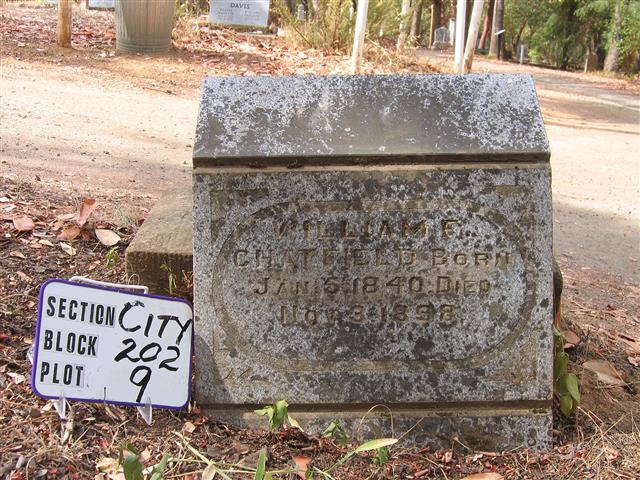 DAVIS
WILLIAM F.
CHATFIELD BORN
JAN. 5. 1840. DIED
NOV. 3. 1898.
SECTION CITY
BLOCK 202
PLOT 9